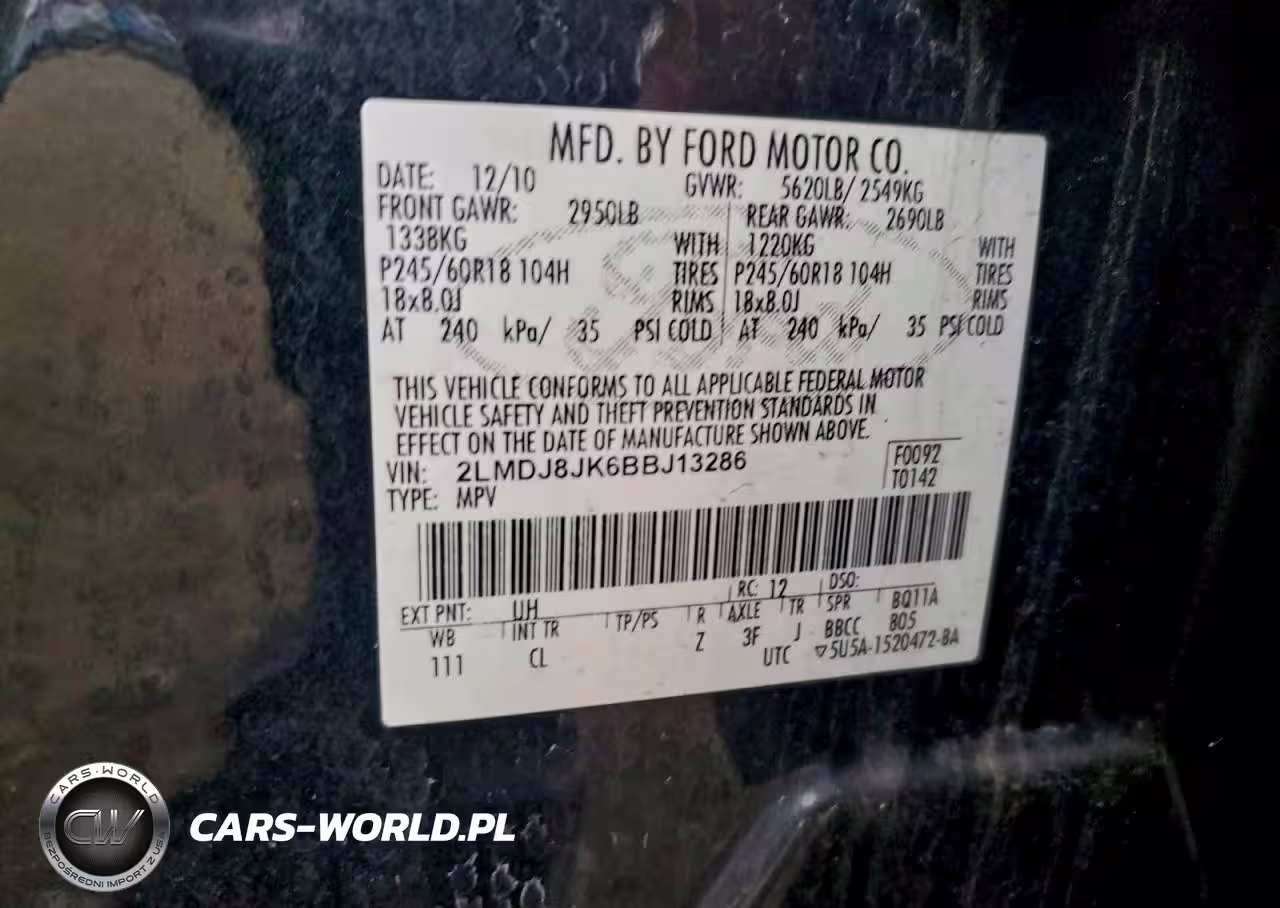 MFD. BY FORD MOTOR CO.
DATE: 12/10 GVWR: 5620LB/ 2549KG
FRONT GAWR: 2950LB REAR GAWR: 2690LB
1338KG WITH 1220KG WITH
P245/60R18 104H TIRES P245/60R18 104H TIRES
18x8.0J RIMS 18x8.0J RIMS
AT 240 kPa/ 35 PSI COLD AT 240 kPa/ 35 PSI COLD
THIS VEHICLE CONFORMS TO ALL APPLICABLE FEDERAL MOTOR
VEHICLE SAFETY AND THEFT PREVENTION STANDARDS IN
EFFECT ON THE DATE OF MANUFACTURE SHOWN ABOVE.
VIN: 2LMDJ8JK6BBJ13286 F0092
TYPE: MPV T0142
EXT PNT: UH RC: 12 DSO:
WB INT TR TP/PS R AXLE TR SPR BQ11A
111 CL Z 3F J BBCC 805
UTC ▽5U5A-1520472-BA
CARS-WORLD
CW
BEZPOŚREDNI IMPORT Z USA
CARS-WORLD.PL